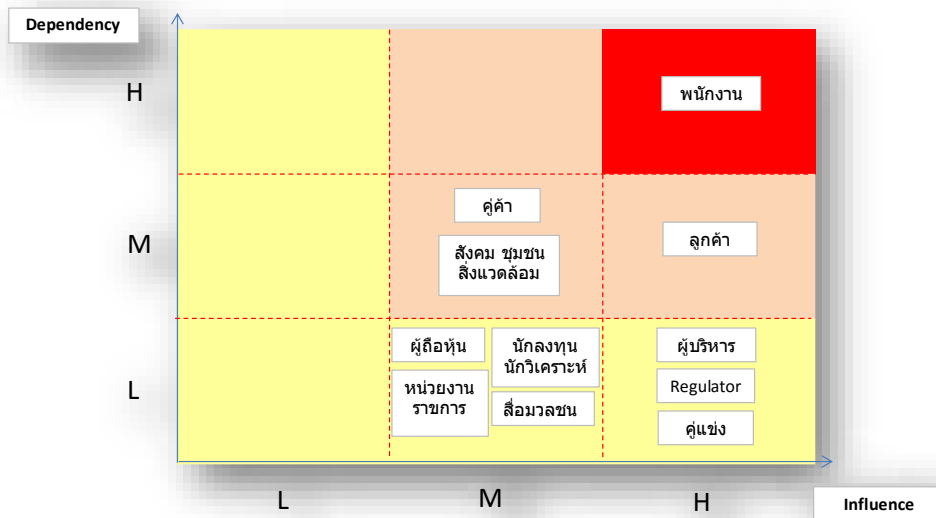 Dependency
H
พนักงาน
M
คู่ค้า
สังคม ชุมชน
สิ่งแวดล้อม
ลูกค้า
L
ผู้ถือหุ้น
นักลงทุน
นักวิเคราะห์
ผู้บริหาร
หน่วยงาน
ราชการ
สื่อมวลชน
Regulator
คู่แข่ง
L
M
H
Influence